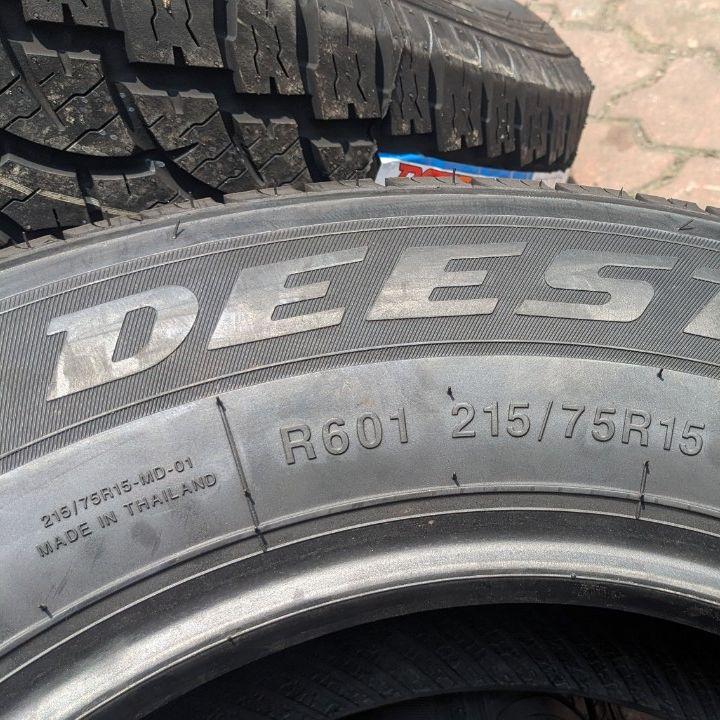 DEES
R601 215/75R15
215/75R15-MD-01
MADE IN THAILAND